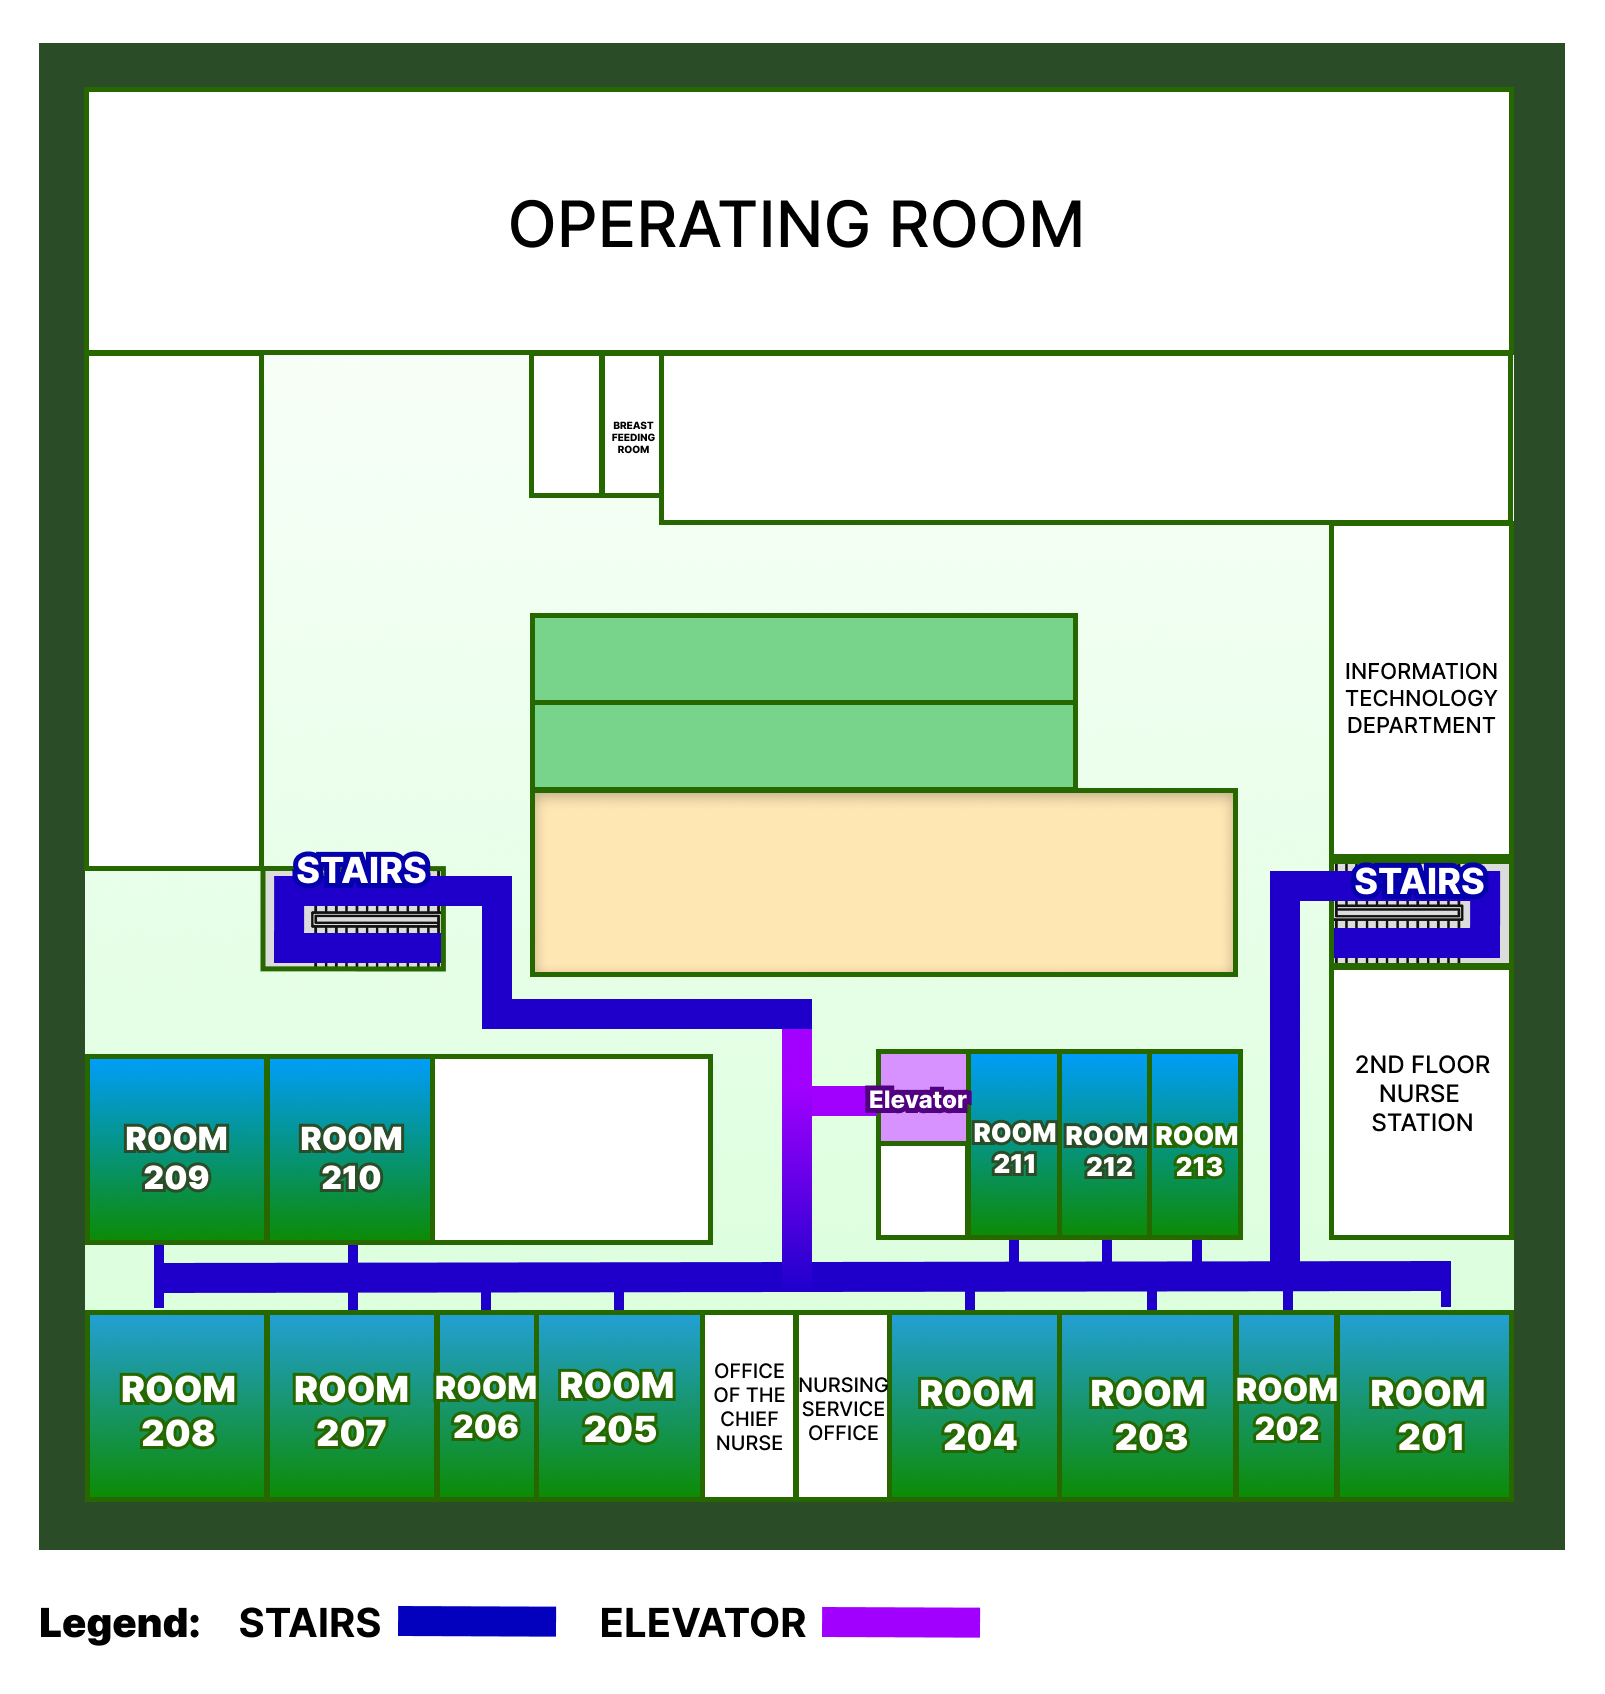 OPERATING ROOM
BREAST
FEEDING
ROOM
INFORMATION
TECHNOLOGY
DEPARTMENT
STAIRS
STAIRS
2ND FLOOR
NURSE
STATION
Elevator
ROOM
209
ROOM
210
ROOM
211
ROOM
212
ROOM
213
ROOM
208
ROOM
207
ROOM
206
ROOM
205
OFFICE
OF THE
CHIEF
NURSE
NURSING
SERVICE
OFFICE
ROOM
204
ROOM
203
ROOM
202
ROOM
201
Legend: STAIRS ELEVATOR